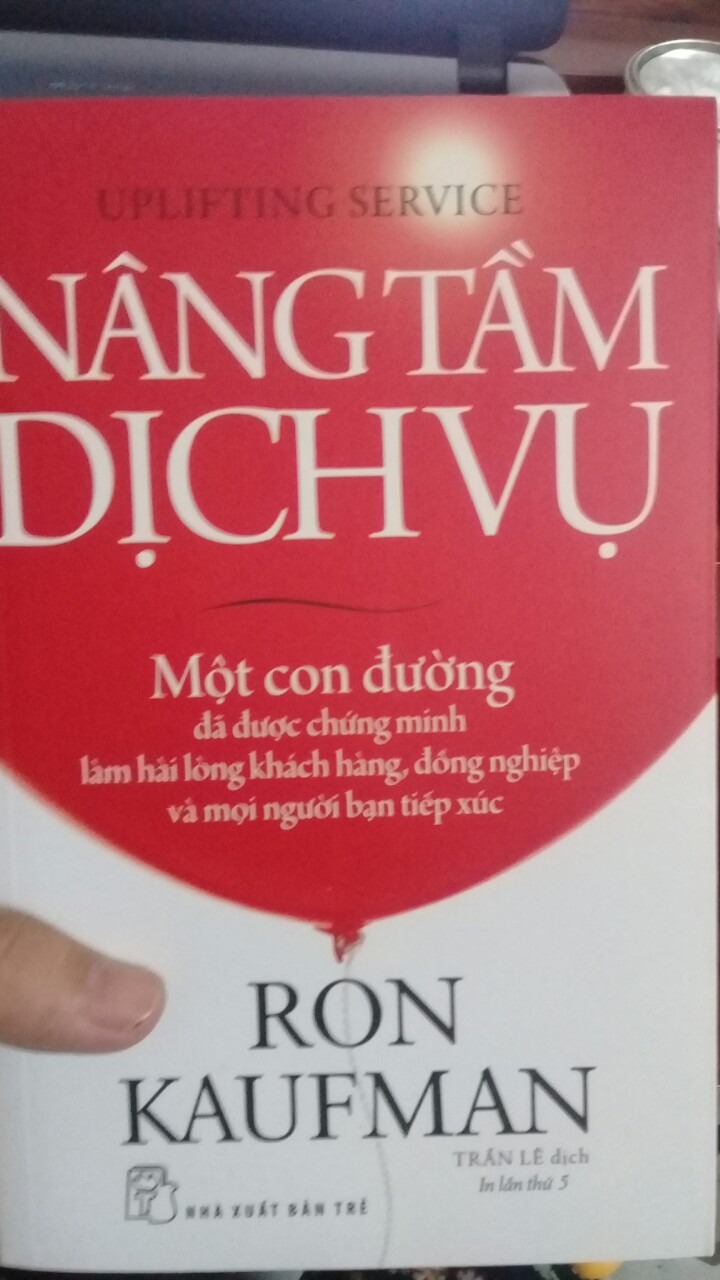 UPLIFTING SERVICE
NÂNG TẦM
DỊCH VỤ
Một con đường
đã được chứng minh
làm hài lòng khách hàng, đồng nghiệp
và mọi người bạn tiếp xúc
RON
KAUFMAN
TRẦN LÊ dịch
In lần thứ 5
NHÀ XUẤT BẢN TRẺ